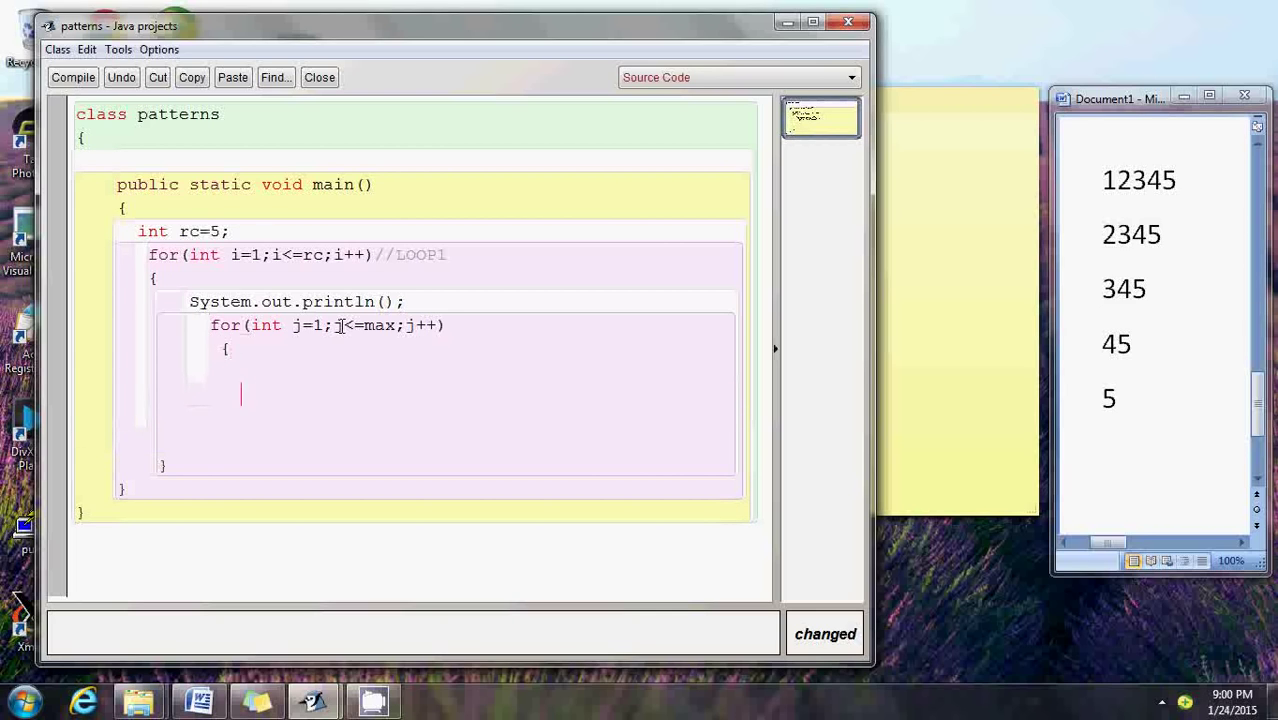 patterns - Java projects
Class Edit Tools Options
Compile Undo Cut Copy Paste Find... Close Source Code
class patterns
{
public static void main()
{
int rc=5;
for(int i=1;i<=rc;i++)//LOOP1
{
System.out.println();
for(int j=1;j<=max;j++)
{
}
}
}
changed
Document1 - Mi...
12345
2345
345
45
5
100%
9:00 PM
1/24/2015